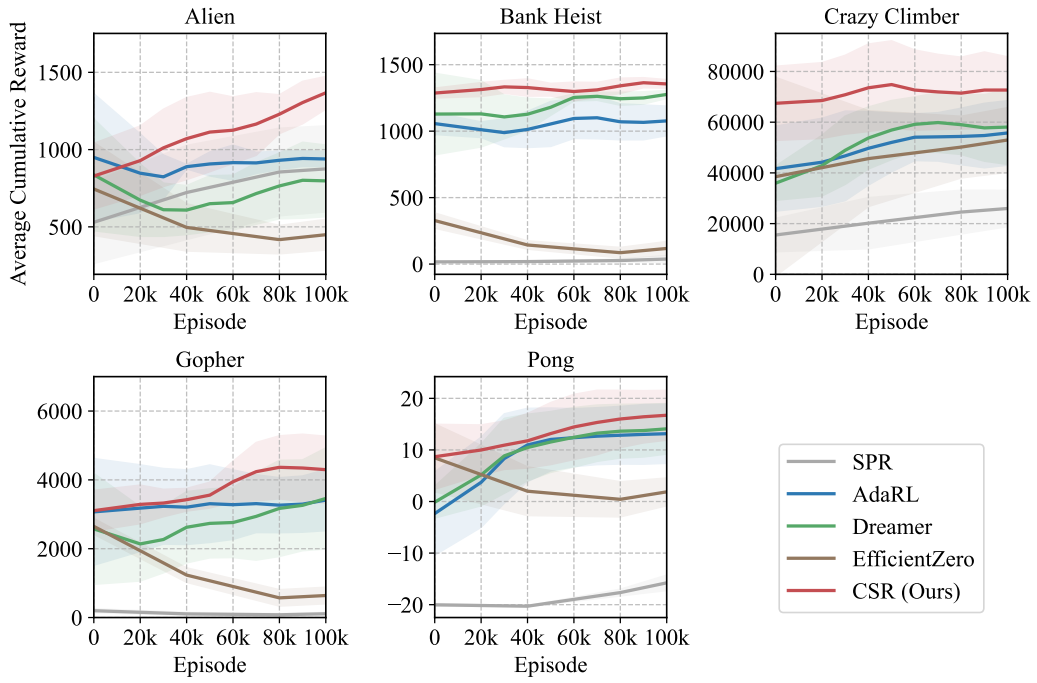 Alien
Bank Heist
Crazy Climber
Average Cumulative Reward
1500
1000
500
0 20k 40k 60k 80k 100k
Episode
1500
1000
500
0
0 20k 40k 60k 80k 100k
Episode
80000
60000
40000
20000
0
0 20k 40k 60k 80k 100k
Episode
Gopher
6000
4000
2000
0
0 20k 40k 60k 80k 100k
Episode
Pong
20
10
0
−10
−20
0 20k 40k 60k 80k 100k
Episode
SPR
AdaRL
Dreamer
EfficientZero
CSR (Ours)